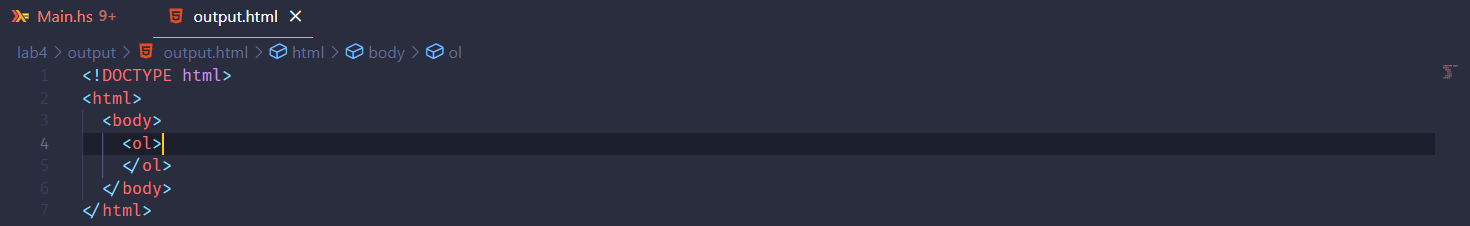 Main.hs 9+ output.html
lab4 output output.html html body ol
1 <!DOCTYPE html>
2 <html>
3 <body>
4 <ol>
5 </ol>
6 </body>
7 </html>